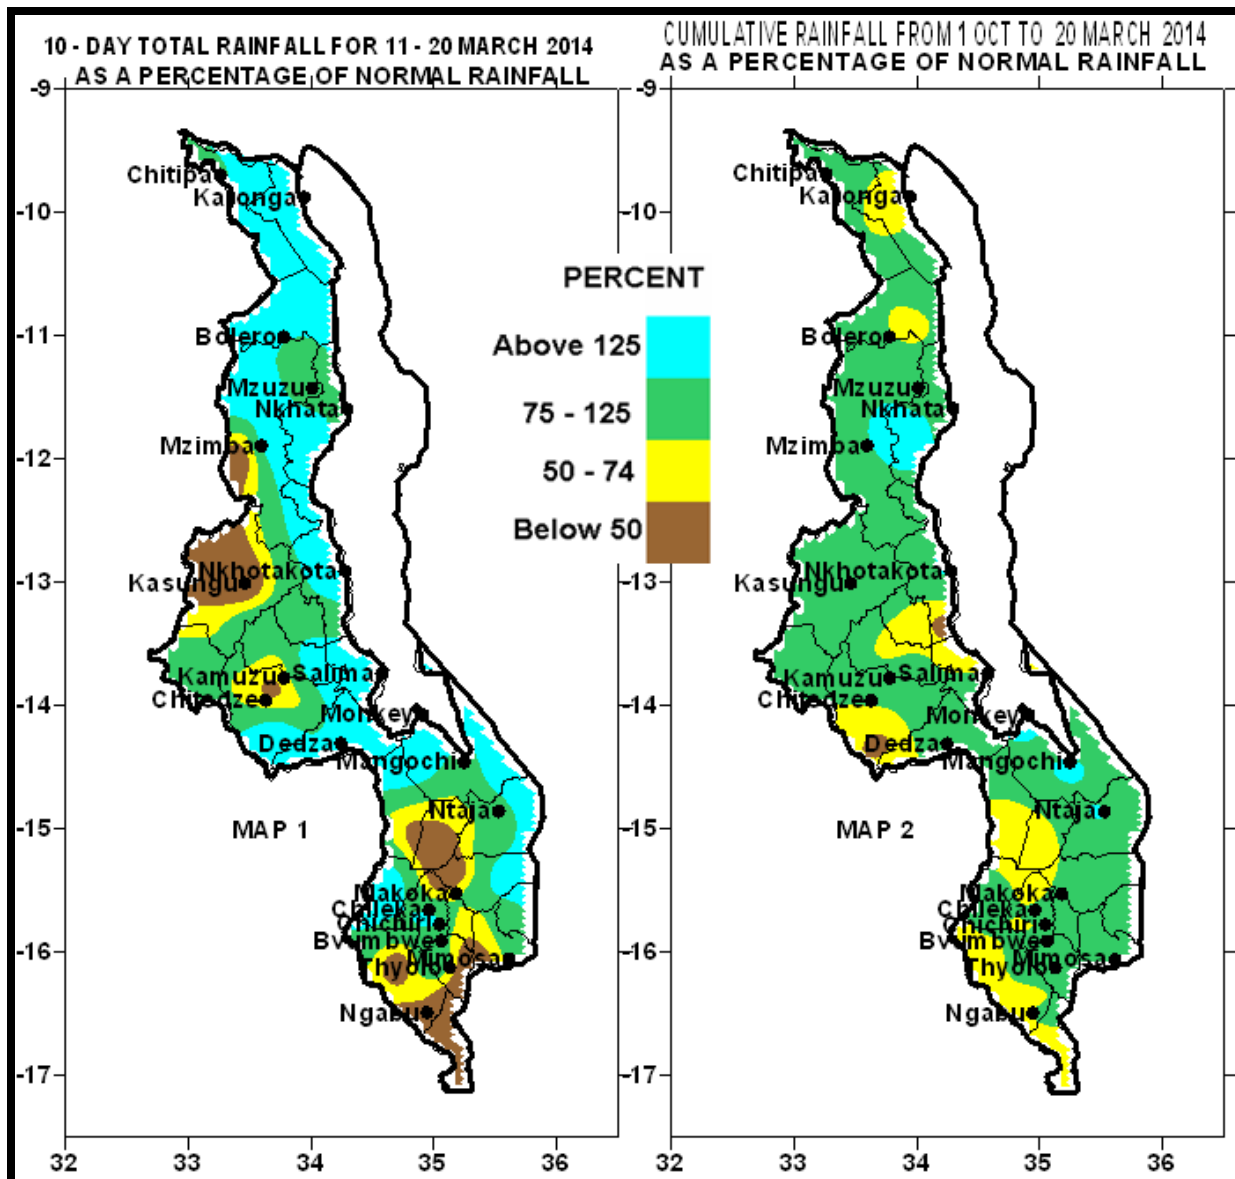 10 - DAY TOTAL RAINFALL FOR 11 - 20 MARCH 2014
AS A PERCENTAGE OF NORMAL RAINFALL
CUMULATIVE RAINFALL FROM 1 OCT TO 20 MARCH 2014
AS A PERCENTAGE OF NORMAL RAINFALL
-9
-10
-11
-12
-13
-14
-15
-16
-17
32
33
34
35
36
Chitipa
Karonga
Bolero
Mzuzu
Nkhata
Mzimba
Nkhotakota
Kasungu
Kamuzu
Salima
Chitedze
Monkey
Dedza
Mangochi
Ntaja
MAP 1
Makoka
Chileka
Chichiri
Bvumbwe
Mimosa
Thyolo
Ngabu
PERCENT
Above 125
75 - 125
50 - 74
Below 50
-9
-10
-11
-12
-13
-14
-15
-16
-17
32
33
34
35
36
Chitipa
Karonga
Bolero
Mzuzu
Nkhata
Mzimba
Nkhotakota
Kasungu
Salima
Kamuzu
Chitedze
Monkey
Dedza
Mangochi
Ntaja
MAP 2
Makoka
Chileka
Chichiri
Bvumbwe
Mimosa
Thyolo
Ngabu